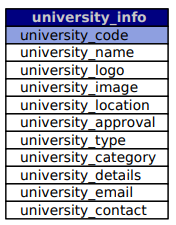 university_info
university_code
university_name
university_logo
university_image
university_location
university_approval
university_type
university_category
university_details
university_email
university_contact